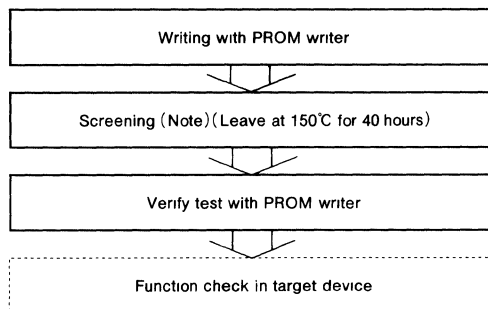 Writing with PROM writer
Screening (Note) (Leave at 150℃ for 40 hours)
Verify test with PROM writer
Function check in target device